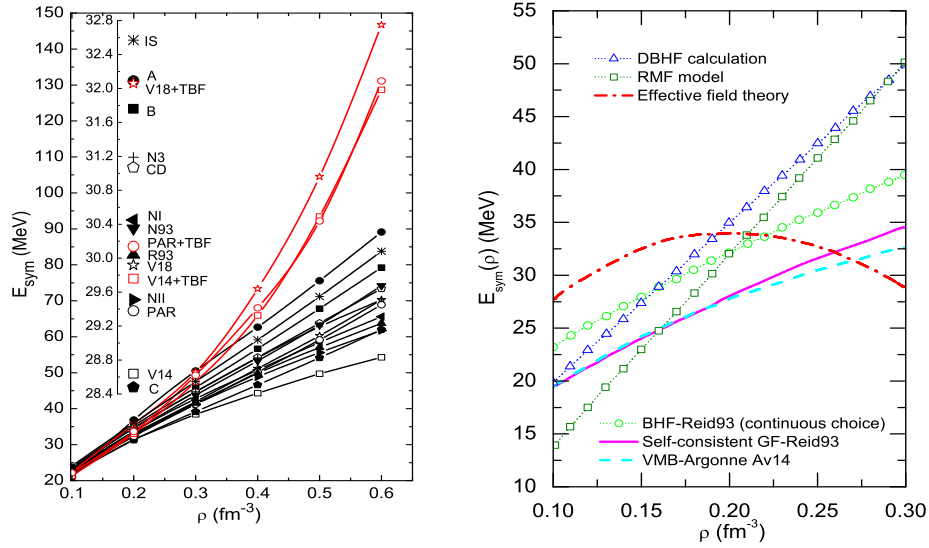 150
140
130
120
110
100
90
80
70
60
50
40
30
20
E_sym (MeV)
32.8
32.4
32.0
31.6
31.2
30.8
30.4
30.0
29.6
29.2
28.8
28.4
IS
A
V18+TBF
B
N3
CD
NI
N93
PAR+TBF
R93
V18
V14+TBF
NII
PAR
V14
C
0.1 0.2 0.3 0.4 0.5 0.6
ρ (fm⁻³)
55
50
45
40
35
30
25
20
15
10
E_sym(ρ) (MeV)
DBHF calculation
RMF model
Effective field theory
BHF-Reid93 (continuous choice)
Self-consistent GF-Reid93
VMB-Argonne Av14
0.10 0.15 0.20 0.25 0.30
ρ (fm⁻³)